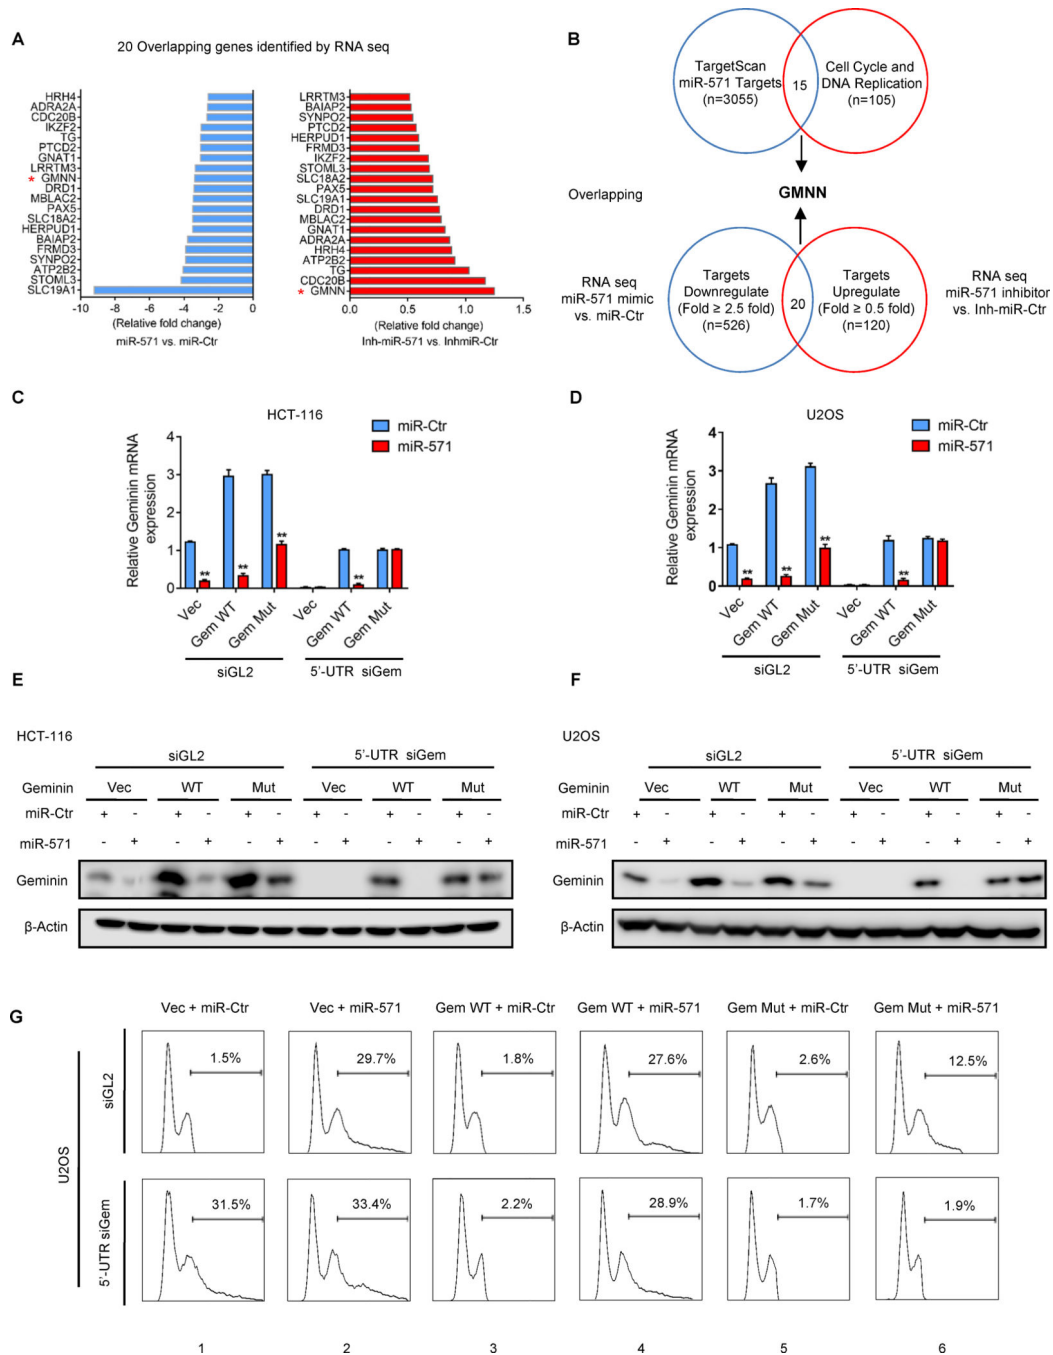 A
20 Overlapping genes identified by RNA seq
HRH4
ADRA2A
CDC20B
IKZF2
TG
PTCD2
GNAT1
LRRTM3
* GMNN
DRD1
MBLAC2
PAX5
SLC18A2
HERPUD1
BAIAP2
FRMD3
SYNPO2
ATP2B2
STOML3
SLC19A1
-10 -8 -6 -4 -2 0
(Relative fold change)
miR-571 vs. miR-Ctr
LRRTM3
BAIAP2
SYNPO2
PTCD2
HERPUD1
FRMD3
IKZF2
STOML3
SLC18A2
PAX5
SLC19A1
DRD1
MBLAC2
GNAT1
ADRA2A
HRH4
ATP2B2
TG
CDC20B
* GMNN
0.0 0.5 1.0 1.5
(Relative fold change)
Inh-miR-571 vs. InhmiR-Ctr
B
TargetScan
miR-571 Targets
(n=3055)
15
Cell Cycle and
DNA Replication
(n=105)
Overlapping
GMNN
RNA seq
miR-571 mimic
vs. miR-Ctr
Targets
Downregulate
(Fold ≥ 2.5 fold)
(n=526)
20
Targets
Upregulate
(Fold ≥ 0.5 fold)
(n=120)
RNA seq
miR-571 inhibitor
vs. Inh-miR-Ctr
C
HCT-116
miR-Ctr
miR-571
Relative Geminin mRNA
expression
4
3
2
1
0
** ** **
**
Vec Gem WT Gem Mut Vec Gem WT Gem Mut
siGL2 5'-UTR siGem
D
U2OS
miR-Ctr
miR-571
Relative Geminin mRNA
expression
4
3
2
1
0
** ** **
**
Vec Gem WT Gem Mut Vec Gem WT Gem Mut
siGL2 5'-UTR siGem
E
HCT-116
siGL2 5'-UTR siGem
Geminin Vec WT Mut Vec WT Mut
miR-Ctr + - + - + - + - + - + -
miR-571 - + - + - + - + - + - +
Geminin
β-Actin
F
U2OS
siGL2 5'-UTR siGem
Geminin Vec WT Mut Vec WT Mut
miR-Ctr + - + - + - + - + - + -
miR-571 - + - + - + - + - + - +
Geminin
β-Actin
G
Vec + miR-Ctr Vec + miR-571 Gem WT + miR-Ctr Gem WT + miR-571 Gem Mut + miR-Ctr Gem Mut + miR-571
U2OS
siGL2
1.5% 29.7% 1.8% 27.6% 2.6% 12.5%
5'-UTR siGem
31.5% 33.4% 2.2% 28.9% 1.7% 1.9%
1 2 3 4 5 6